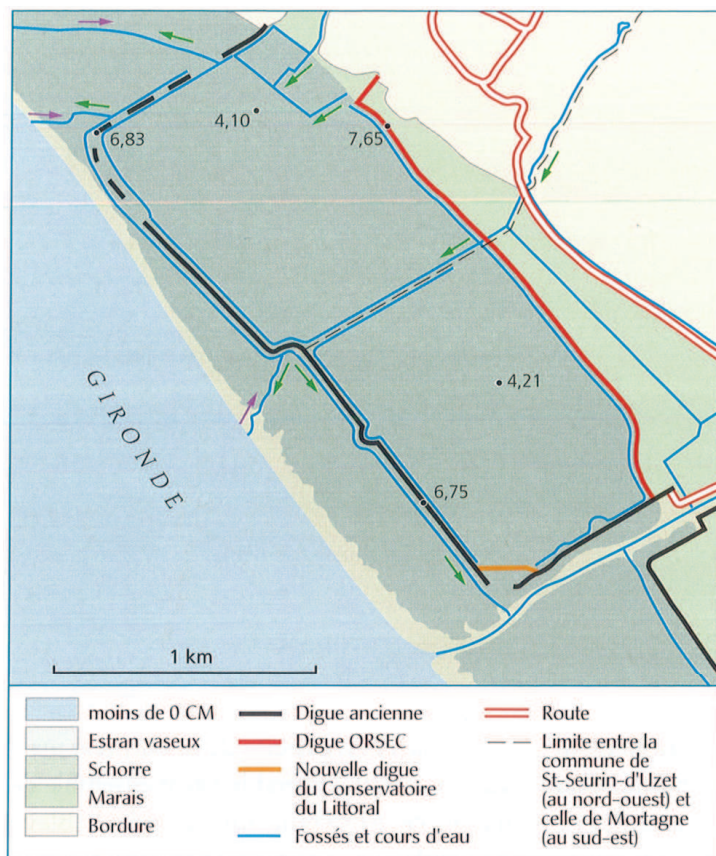 6,83
4,10
7,65
4,21
GIRONDE
6,75
1 km
moins de 0 CM
Estran vaseux
Schorre
Marais
Bordure
Digue ancienne
Digue ORSEC
Nouvelle digue
du Conservatoire
du Littoral
Fossés et cours d'eau
Route
Limite entre la
commune de
St-Seurin-d'Uzet
(au nord-ouest) et
celle de Mortagne
(au sud-est)